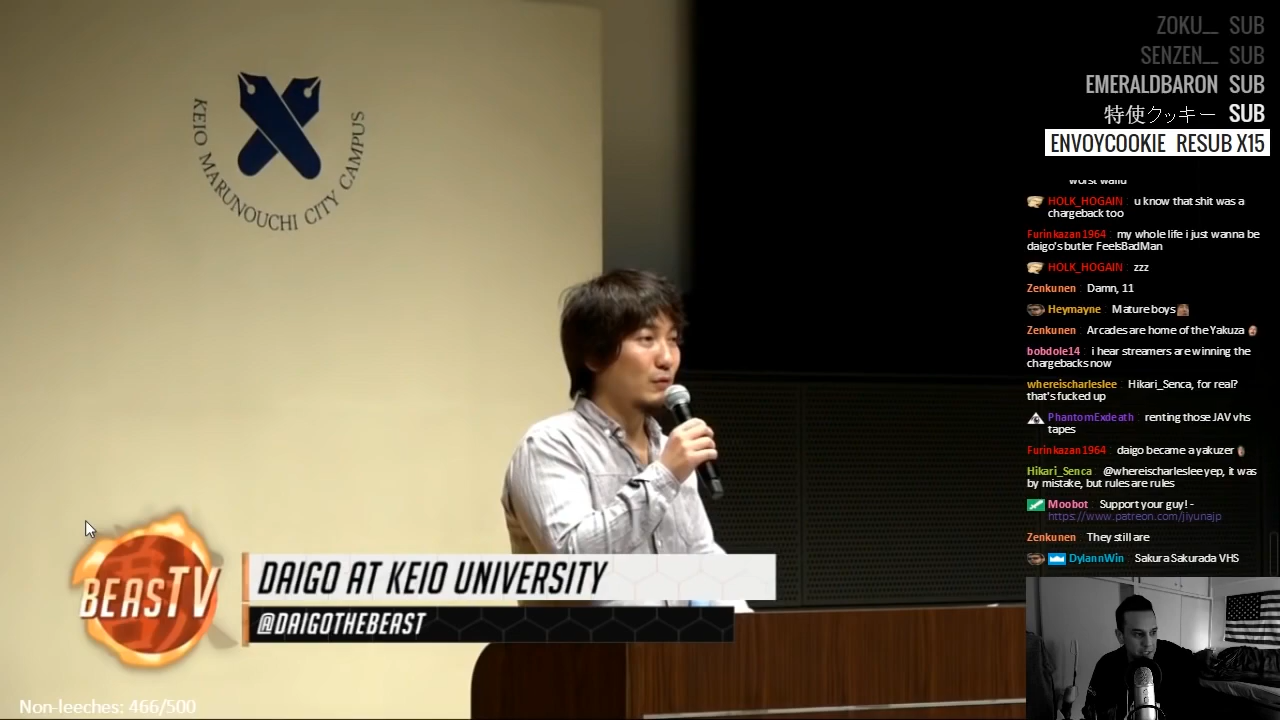 KEIO MARUNOUCHI CITY CAMPUS
BEASTV
DAIGO AT KEIO UNIVERSITY
@DAIGOTHEBEAST
Non-leeches: 466/500
ZOKU__ SUB
SENZEN__ SUB
EMERALDBARON SUB
特使クッキー SUB
ENVOYCOOKIE RESUB X15
HOLK_HOGAIN : u know that shit was a
chargeback too
Furinkazan1964 : my whole life i just wanna be
daigo's butler FeelsBadMan
HOLK_HOGAIN : zzz
Zenkunen : Damn, 11
Heymayne : Mature boys
Zenkunen : Arcades are home of the Yakuza
bobdole14 : i hear streamers are winning the
chargebacks now
whereischarleslee : Hikari_Senca, for real?
that's fucked up
PhantomExdeath : renting those JAV vhs
tapes
Furinkazan1964 : daigo became a yakuzer
Hikari_Senca : @whereischarleslee yep, it was
by mistake, but rules are rules
Moobot : Support your guy! -
https://www.patreon.com/jiyunajp
Zenkunen : They still are
DylannWin : Sakura Sakurada VHS